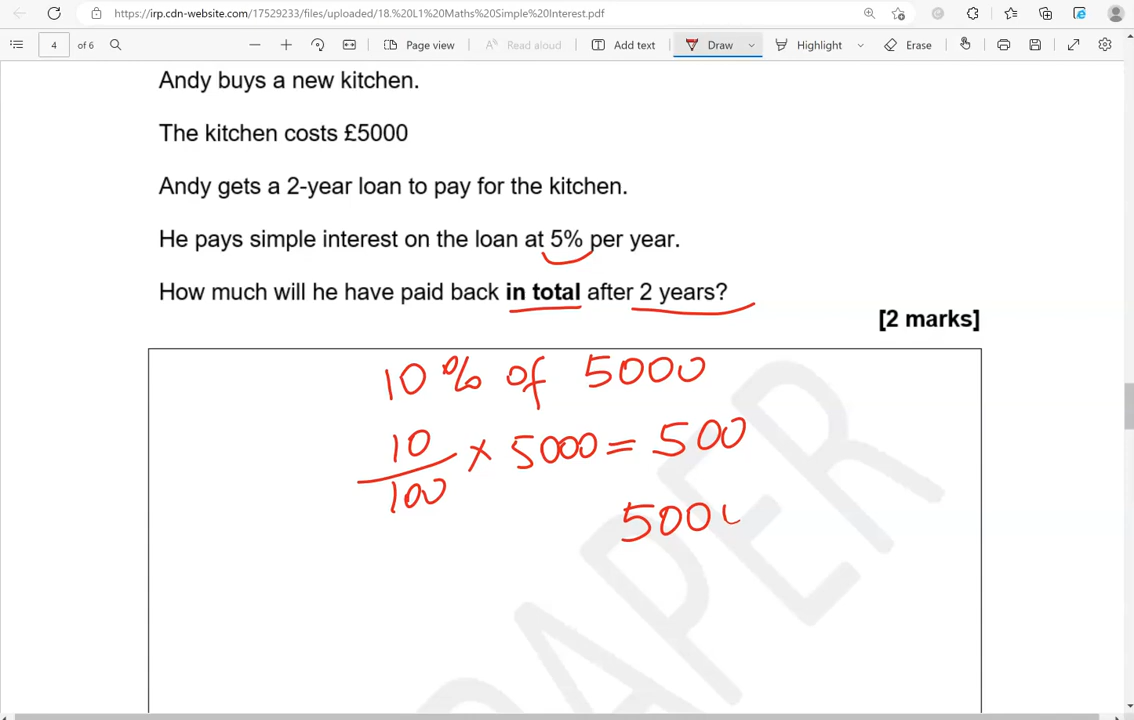 https://irp.cdn-website.com/17529233/files/uploaded/18.%20L1%20Maths%20Simple%20Interest.pdf
4 of 6
Page view
Read aloud
Add text
Draw
Highlight
Erase
Andy buys a new kitchen.
The kitchen costs £5000
Andy gets a 2-year loan to pay for the kitchen.
He pays simple interest on the loan at 5% per year.
How much will he have paid back in total after 2 years?
[2 marks]
10% of 5000
10/100 × 5000 = 500
500
PAPER